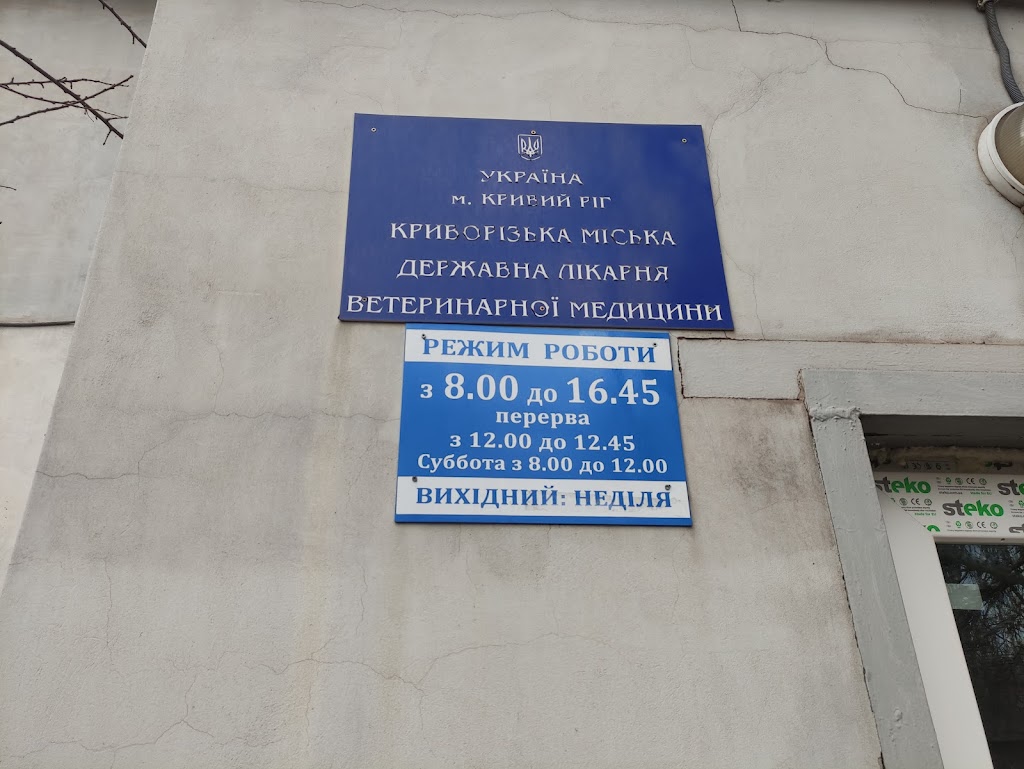 УКРАЇНА
м. КРИВИЙ РІГ
КРИВОРІЗЬКА МІСЬКА
ДЕРЖАВНА ЛІКАРНЯ
ВЕТЕРИНАРНОЇ МЕДИЦИНИ
РЕЖИМ РОБОТИ
з 8.00 до 16.45
перерва
з 12.00 до 12.45
Суббота з 8.00 до 12.00
ВИХІДНИЙ: НЕДІЛЯ
steko
steko
steko